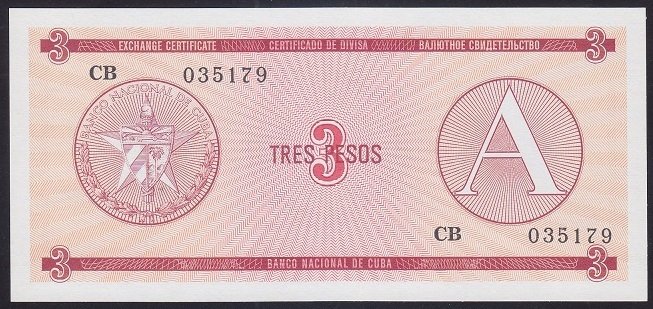 3 EXCHANGE CERTIFICATE CERTIFICADO DE DIVISA ВАЛЮТНОЕ СВИДЕТЕЛЬСТВО 3
CB 035179
BANCO NACIONAL DE CUBA
TRES 3 PESOS
A
CB 035179
3 BANCO NACIONAL DE CUBA 3